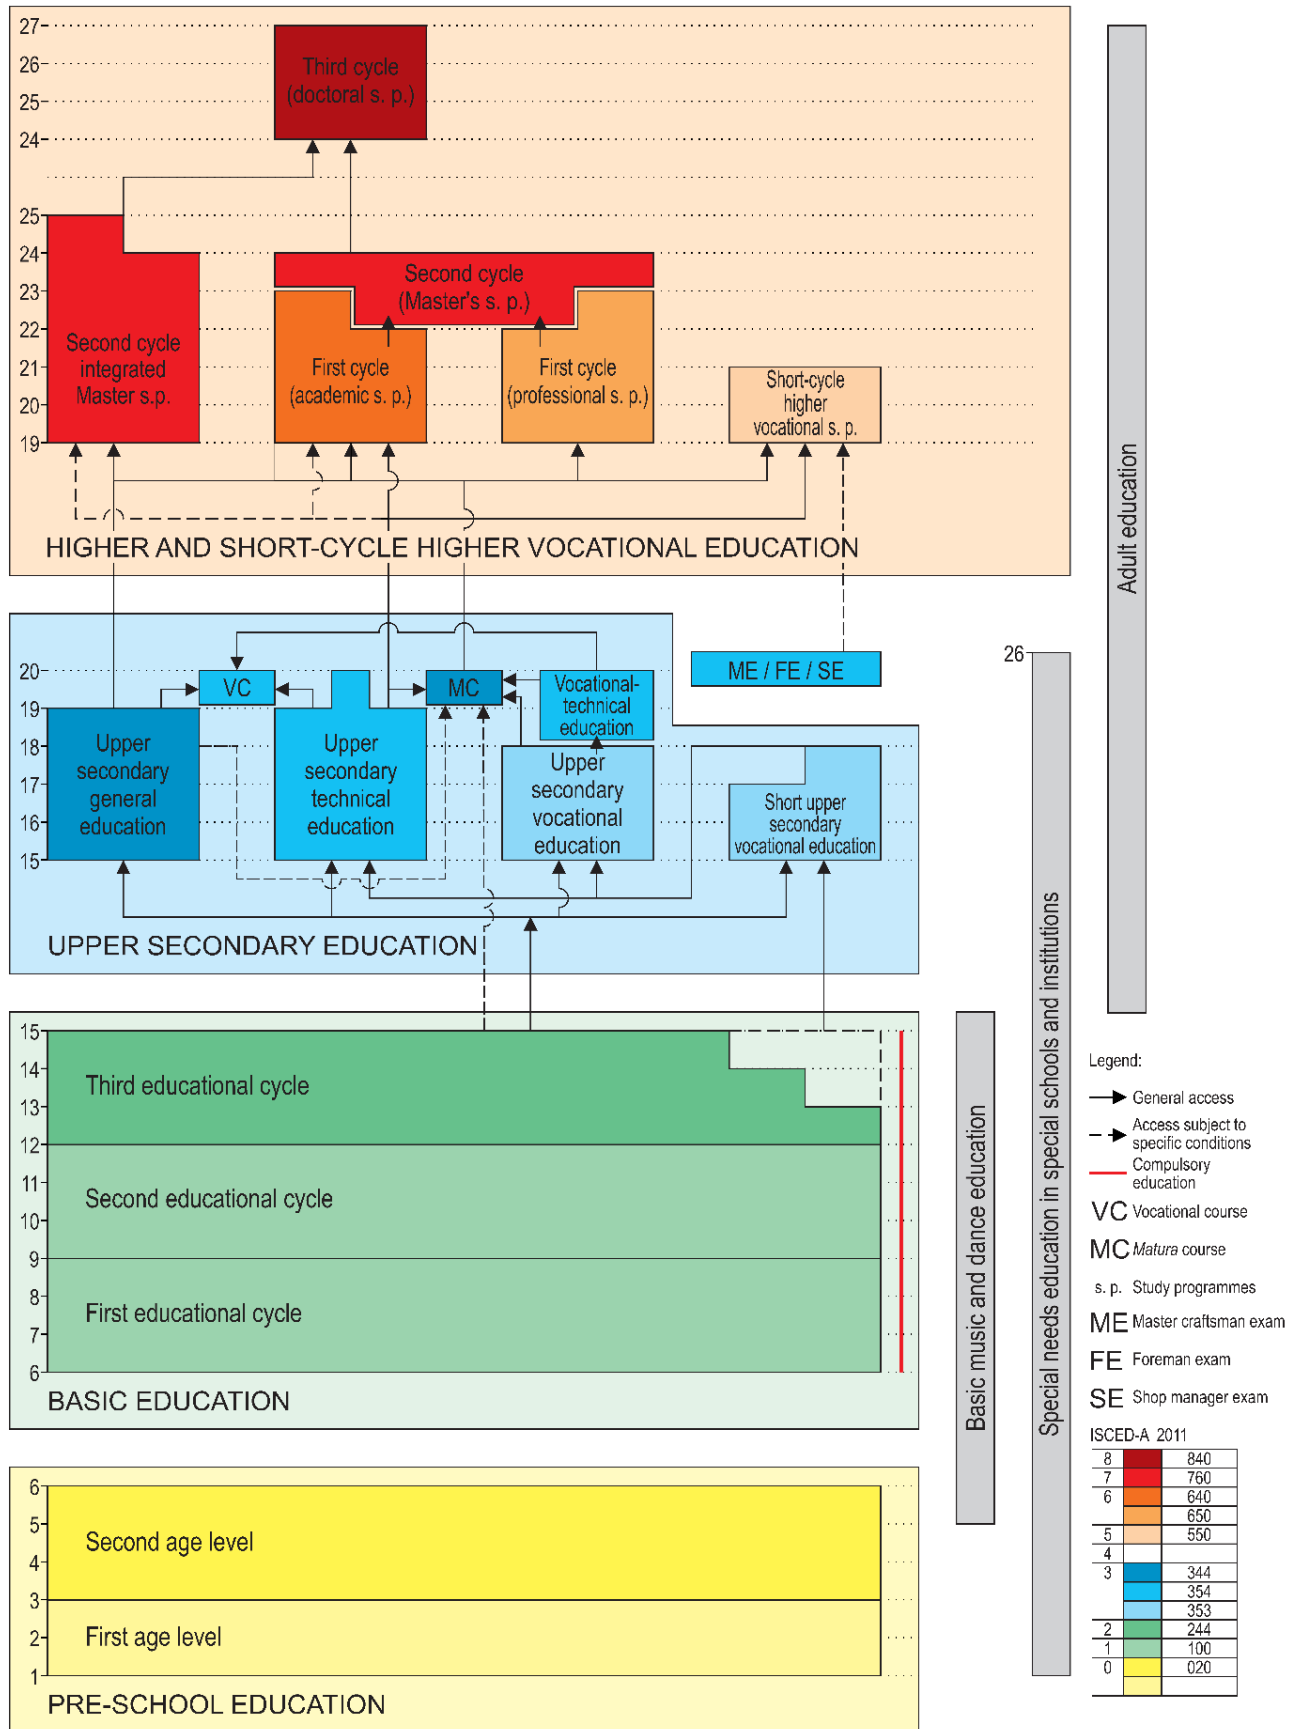 27
26
25
24
Third cycle
(doctoral s. p.)
25
24
23
22
21
20
19
Second cycle
integrated
Master s.p.
Second cycle
(Master's s. p.)
First cycle
(academic s. p.)
First cycle
(professional s. p.)
Short-cycle
higher
vocational s. p.
HIGHER AND SHORT-CYCLE HIGHER VOCATIONAL EDUCATION
20
19
18
17
16
15
VC
MC
Vocational-
technical
education
ME / FE / SE
Upper
secondary
general
education
Upper
secondary
technical
education
Upper
secondary
vocational
education
Short upper
secondary
vocational education
UPPER SECONDARY EDUCATION
15
14
13
12
11
10
9
8
7
6
Third educational cycle
Second educational cycle
First educational cycle
BASIC EDUCATION
6
5
4
3
2
1
Second age level
First age level
PRE-SCHOOL EDUCATION
Basic music and dance education
26
Special needs education in special schools and institutions
Adult education
Legend:
General access
Access subject to
specific conditions
Compulsory
education
VC Vocational course
MC Matura course
s. p. Study programmes
ME Master craftsman exam
FE Foreman exam
SE Shop manager exam
ISCED-A 2011
8 840
7 760
6 640
650
5 550
4
3 344
354
353
2 244
1 100
0 020